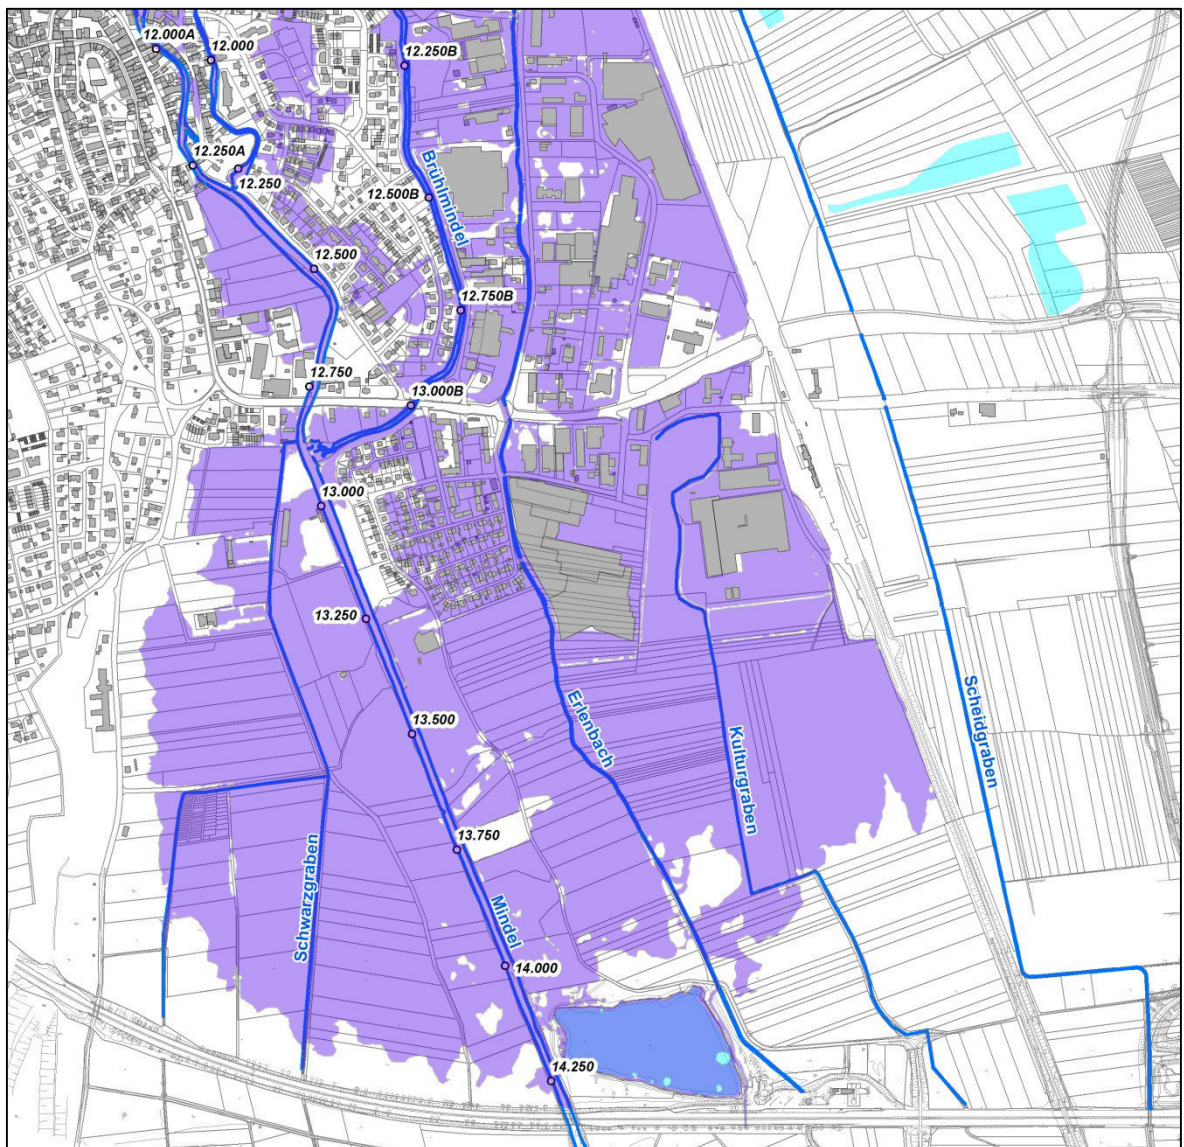 12.000A
12.000
12.250B
12.250A
12.250
Brühlmindel
12.500B
12.500
12.750B
12.750
13.000B
13.000
13.250
Scheidgraben
Erlenbach
13.500
Kulturgraben
13.750
Schwarzgraben
Mindel
14.000
14.250